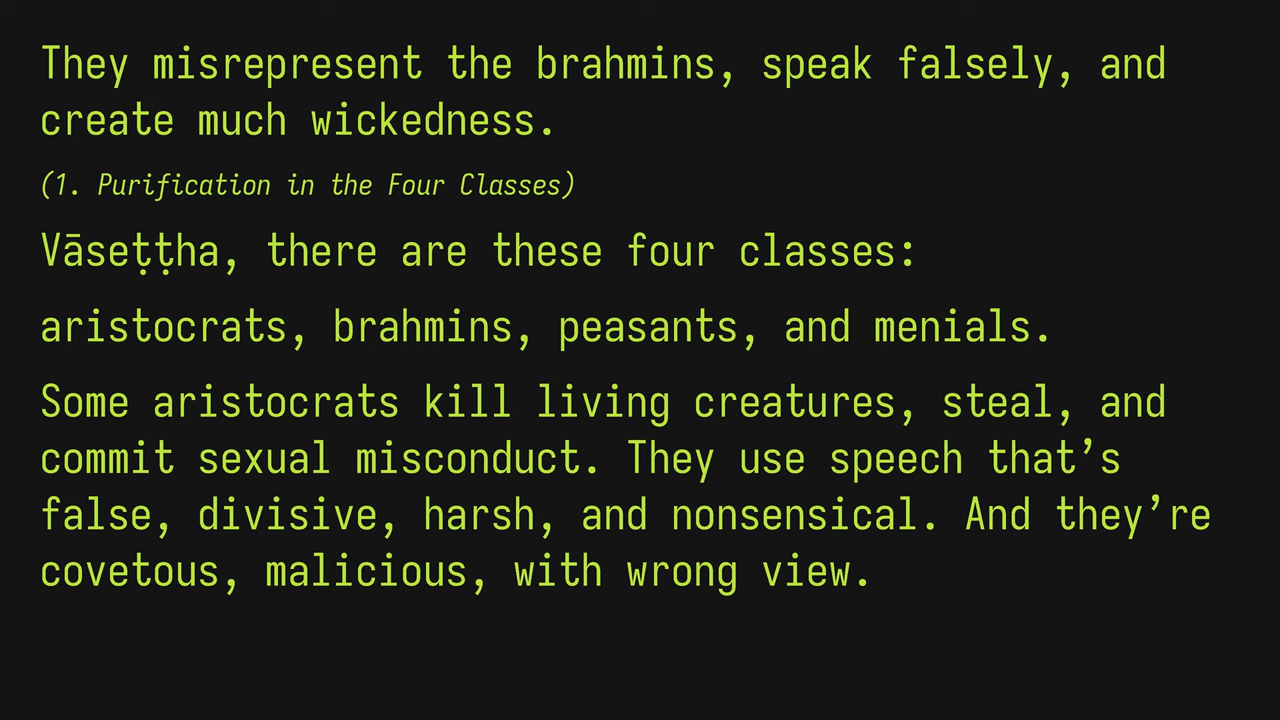 They misrepresent the brahmins, speak falsely, and
create much wickedness.
(1. Purification in the Four Classes)
Vāseṭṭha, there are these four classes:
aristocrats, brahmins, peasants, and menials.
Some aristocrats kill living creatures, steal, and
commit sexual misconduct. They use speech that’s
false, divisive, harsh, and nonsensical. And they’re
covetous, malicious, with wrong view.